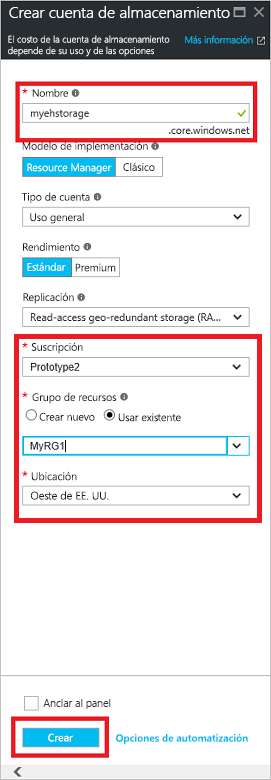 Crear cuenta de almacenamiento
El costo de la cuenta de almacenamiento
depende de su uso y de las opciones
Más información
* Nombre
myehstorage
.core.windows.net
Modelo de implementación
Resource Manager Clásico
Tipo de cuenta
Uso general
Rendimiento
Estándar Premium
Replicación
Read-access geo-redundant storage (RA...
* Suscripción
Prototype2
* Grupo de recursos
Crear nuevo Usar existente
MyRG1
* Ubicación
Oeste de EE. UU.
Anclar al panel
Crear Opciones de automatización